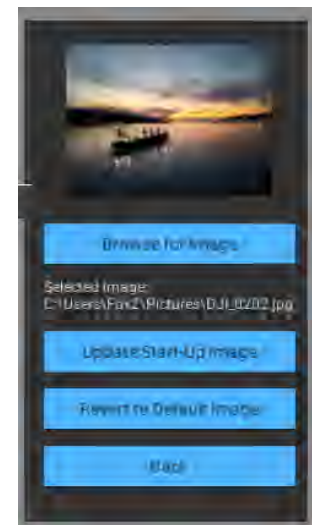 Browse for Image
Selected Image:
C:\Users\Fox2\Pictures\DJI_0202.jpg
Update Start-Up Image
Revert to Default Image
Back